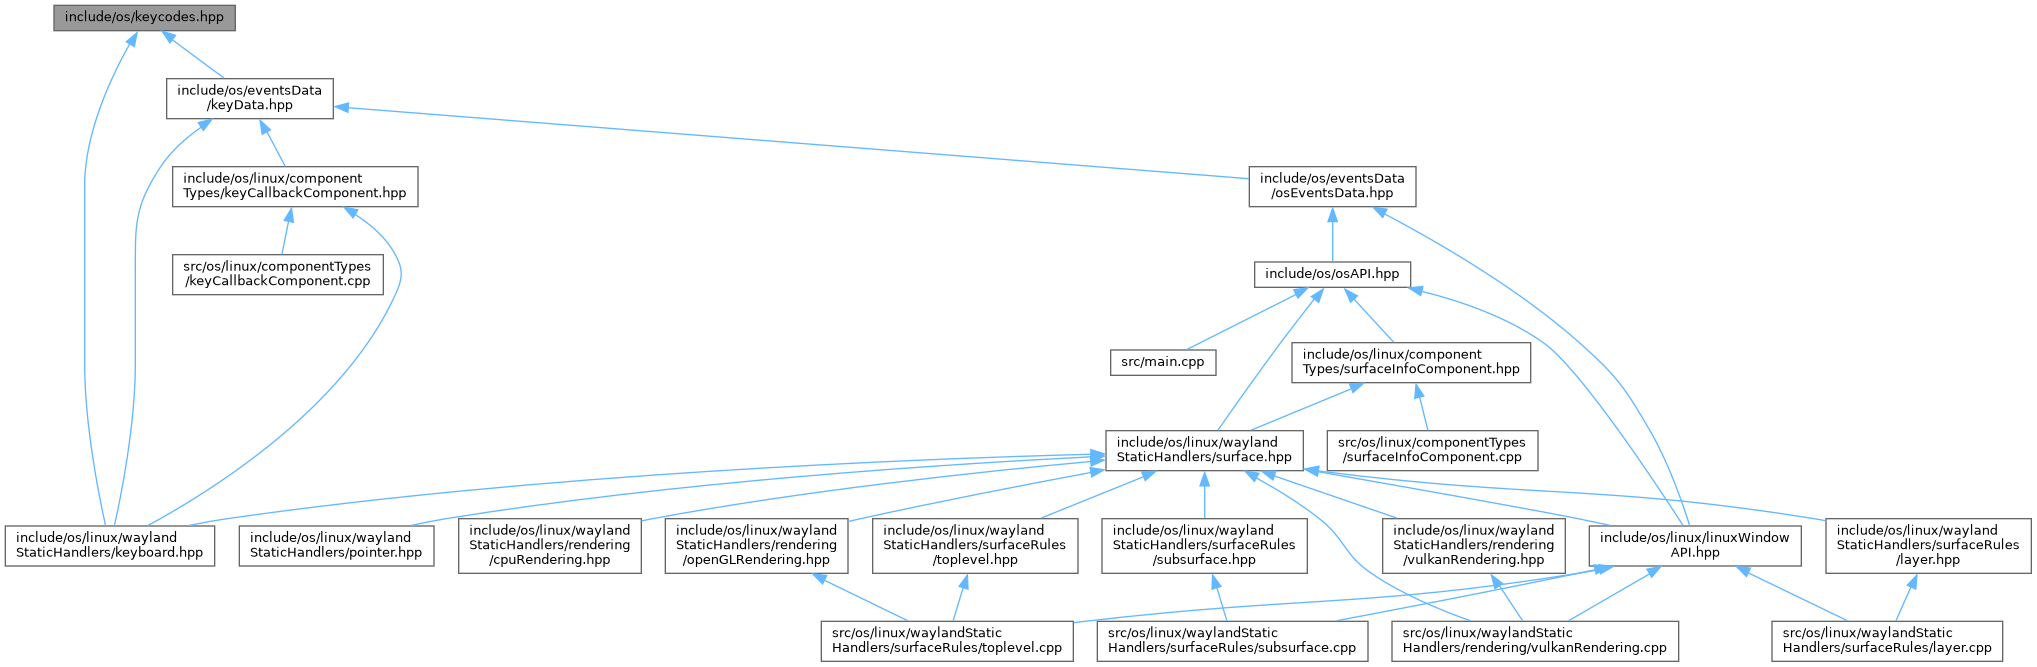 include/os/keycodes.hpp
include/os/eventsData
/keyData.hpp
include/os/linux/component
Types/keyCallbackComponent.hpp
include/os/eventsData
/osEventsData.hpp
src/os/linux/componentTypes
/keyCallbackComponent.cpp
include/os/osAPI.hpp
src/main.cpp
include/os/linux/component
Types/surfaceInfoComponent.hpp
include/os/linux/wayland
StaticHandlers/surface.hpp
src/os/linux/componentTypes
/surfaceInfoComponent.cpp
include/os/linux/wayland
StaticHandlers/keyboard.hpp
include/os/linux/wayland
StaticHandlers/pointer.hpp
include/os/linux/wayland
StaticHandlers/rendering
/cpuRendering.hpp
include/os/linux/wayland
StaticHandlers/rendering
/openGLRendering.hpp
include/os/linux/wayland
StaticHandlers/surfaceRules
/toplevel.hpp
include/os/linux/wayland
StaticHandlers/surfaceRules
/subsurface.hpp
include/os/linux/wayland
StaticHandlers/rendering
/vulkanRendering.hpp
include/os/linux/linuxWindow
API.hpp
include/os/linux/wayland
StaticHandlers/surfaceRules
/layer.hpp
src/os/linux/waylandStatic
Handlers/surfaceRules/toplevel.cpp
src/os/linux/waylandStatic
Handlers/surfaceRules/subsurface.cpp
src/os/linux/waylandStatic
Handlers/rendering/vulkanRendering.cpp
src/os/linux/waylandStatic
Handlers/surfaceRules/layer.cpp